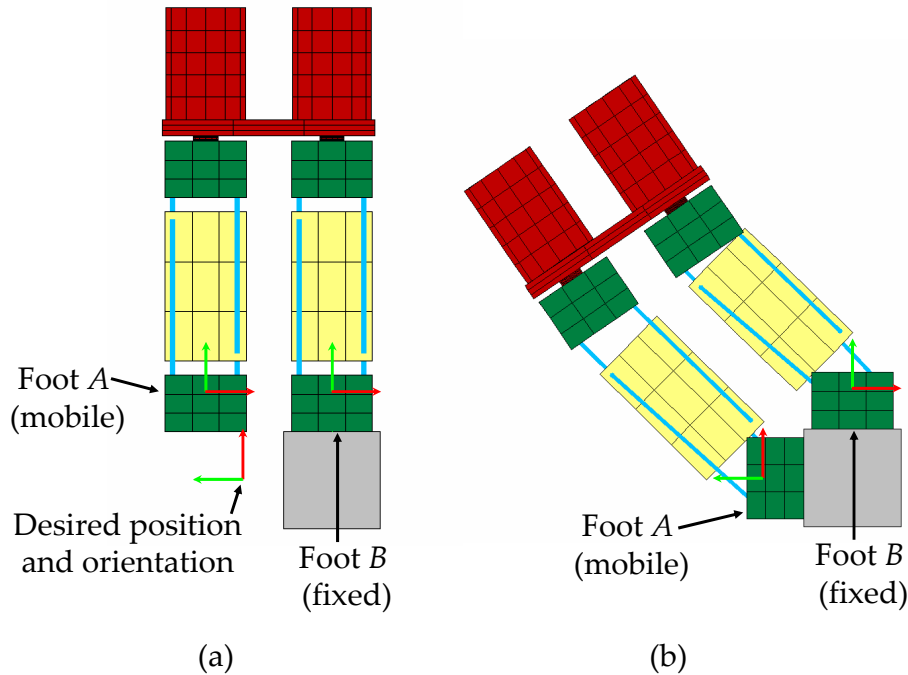 Foot A
(mobile)
Desired position
and orientation
Foot B
(fixed)
(a)
Foot A
(mobile)
Foot B
(fixed)
(b)